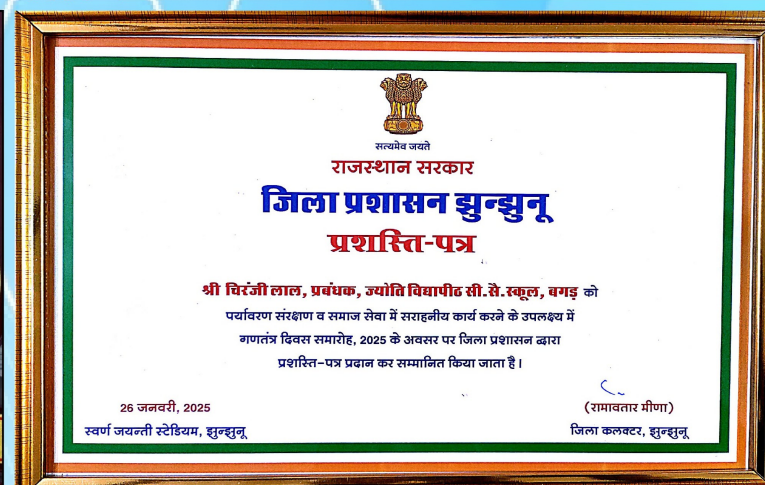 सत्यमेव जयते
राजस्थान सरकार
जिला प्रशासन झुन्झुनू
प्रशस्ति-पत्र
श्री चिरंजी लाल, प्रबंधक, ज्योति विद्यापीठ सी.सै.स्कूल, बगड़ को
पर्यावरण संरक्षण व समाज सेवा में सराहनीय कार्य करने के उपलक्ष्य में
गणतंत्र दिवस समारोह, 2025 के अवसर पर जिला प्रशासन द्वारा
प्रशस्ति-पत्र प्रदान कर सम्मानित किया जाता है।
26 जनवरी, 2025
स्वर्ण जयन्ती स्टेडियम, झुन्झुनू
(रामावतार मीणा)
जिला कलक्टर, झुन्झुनू